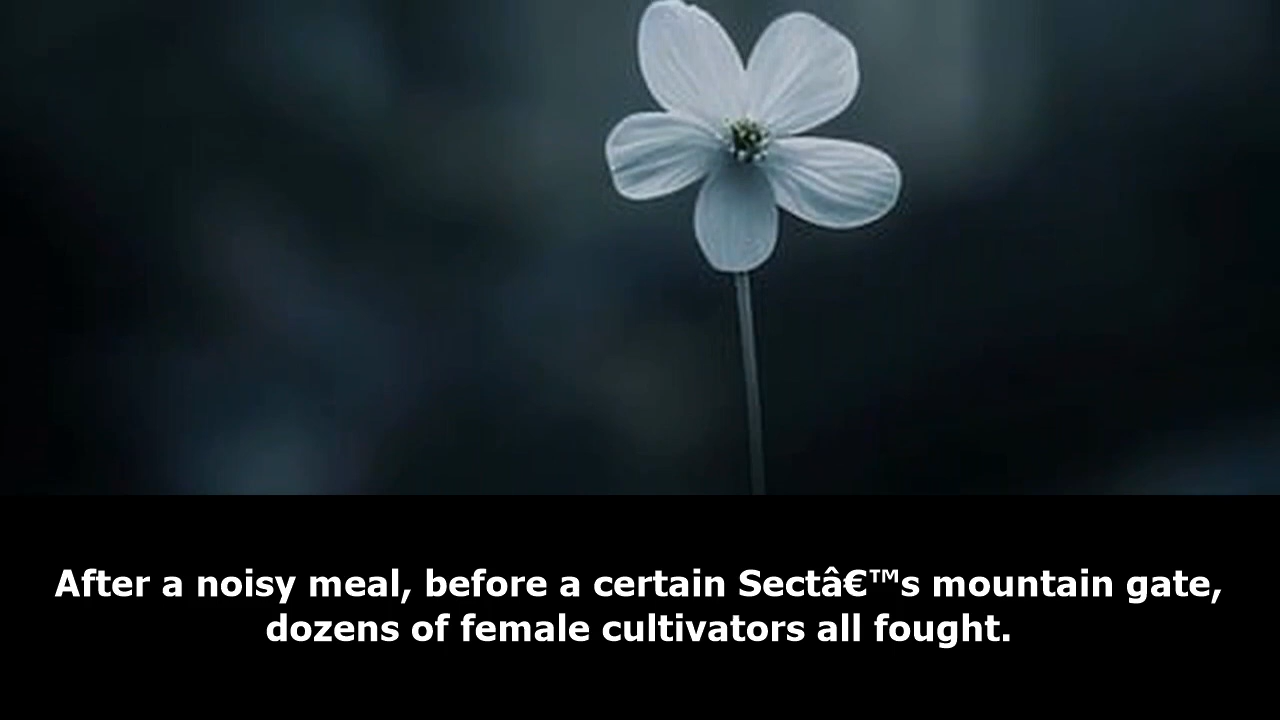 After a noisy meal, before a certain Sectâ€™s mountain gate,
dozens of female cultivators all fought.